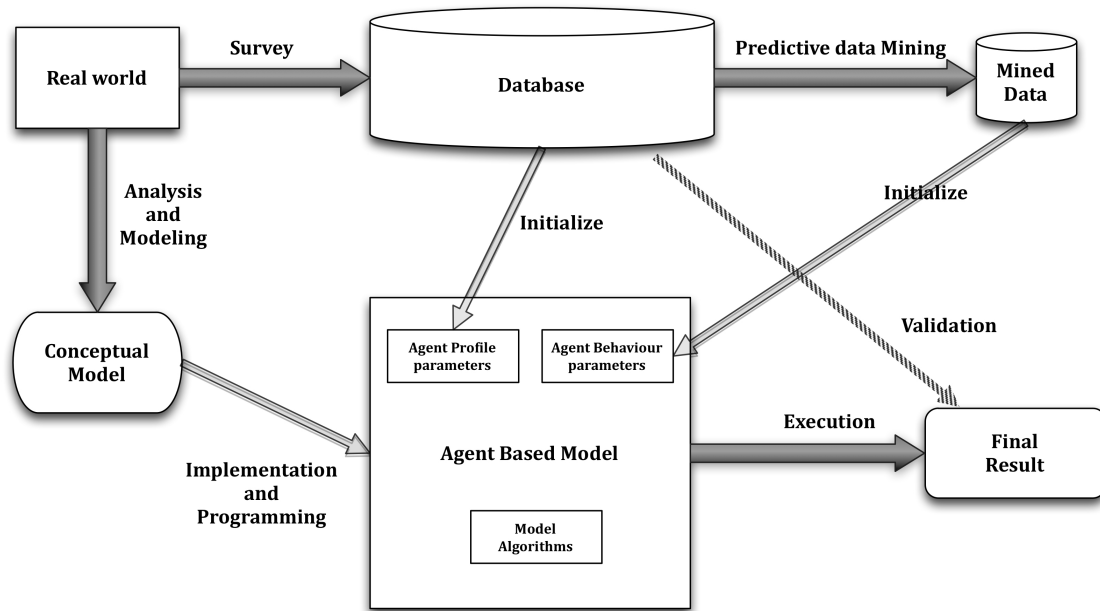 Survey
Predictive data Mining
Real world
Database
Mined
Data
Analysis
and
Modeling
Initialize
Initialize
Conceptual
Model
Agent Profile
parameters
Agent Behaviour
parameters
Validation
Implementation
and
Programming
Agent Based Model
Execution
Final
Result
Model
Algorithms